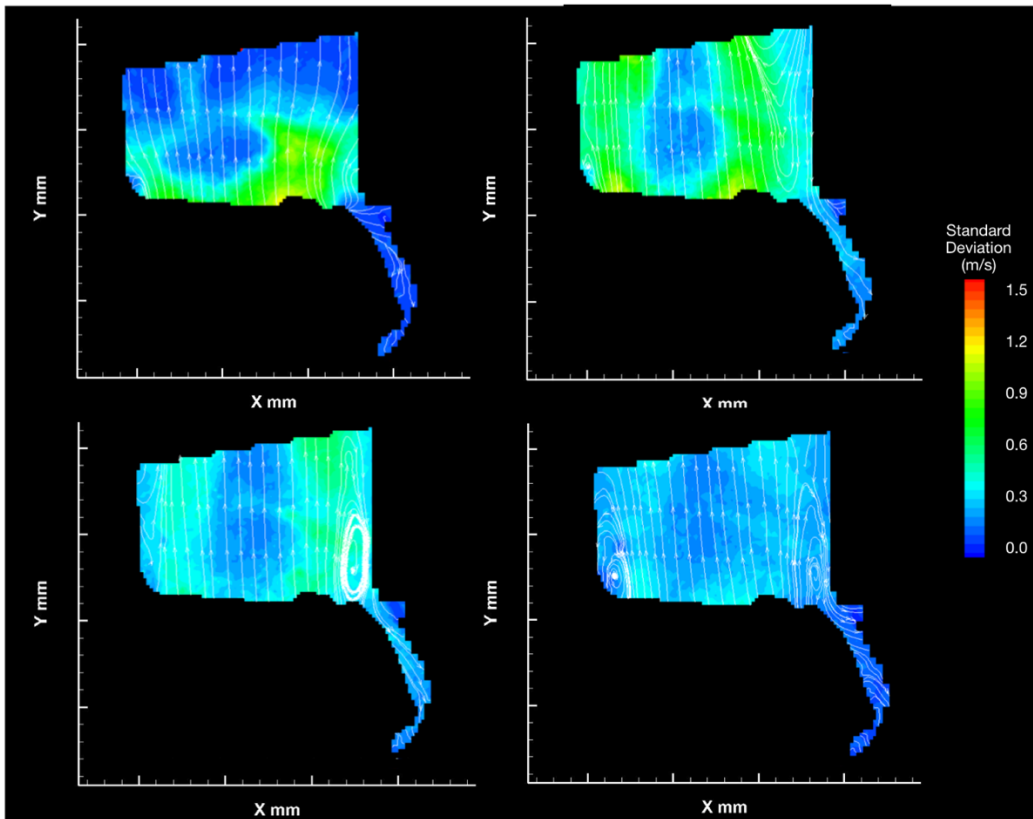 Y mm
X mm
Y mm
X mm
Standard
Deviation
(m/s)
1.5
1.2
0.9
0.6
0.3
0.0
Y mm
X mm
Y mm
X mm